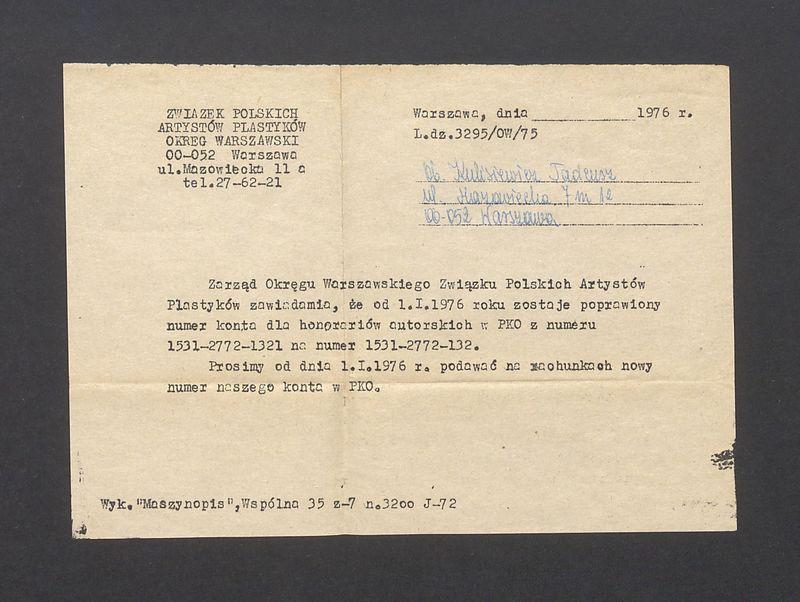 ZWIAZEK POLSKICH
ARTYSTÓW PLASTYKÓW
OKREG WARSZAWSKI
00-052 Warszawa
ul.Mazowiecka 11 a
tel.27-62-21
Warszawa, dnia 1976 r.
L.dz.3295/OW/75
Ob. Kulisiewicz Tadeusz
ul. Mazowiecka 7 m 12
00-052 Warszawa
Zarząd Okręgu Warszawskiego Związku Polskich Artystów
Plastyków zawiadamia, że od 1.I.1976 roku zostaje poprawiony
numer konta dla honorariów autorskich w PKO z numeru
1531-2772-1321 na numer 1531-2772-132.
Prosimy od dnia 1.I.1976 r. podawać na rachunkach nowy
numer naszego konta w PKO.
Wyk."Maszynopis",Wspólna 35 z-7 n.3200 J-72